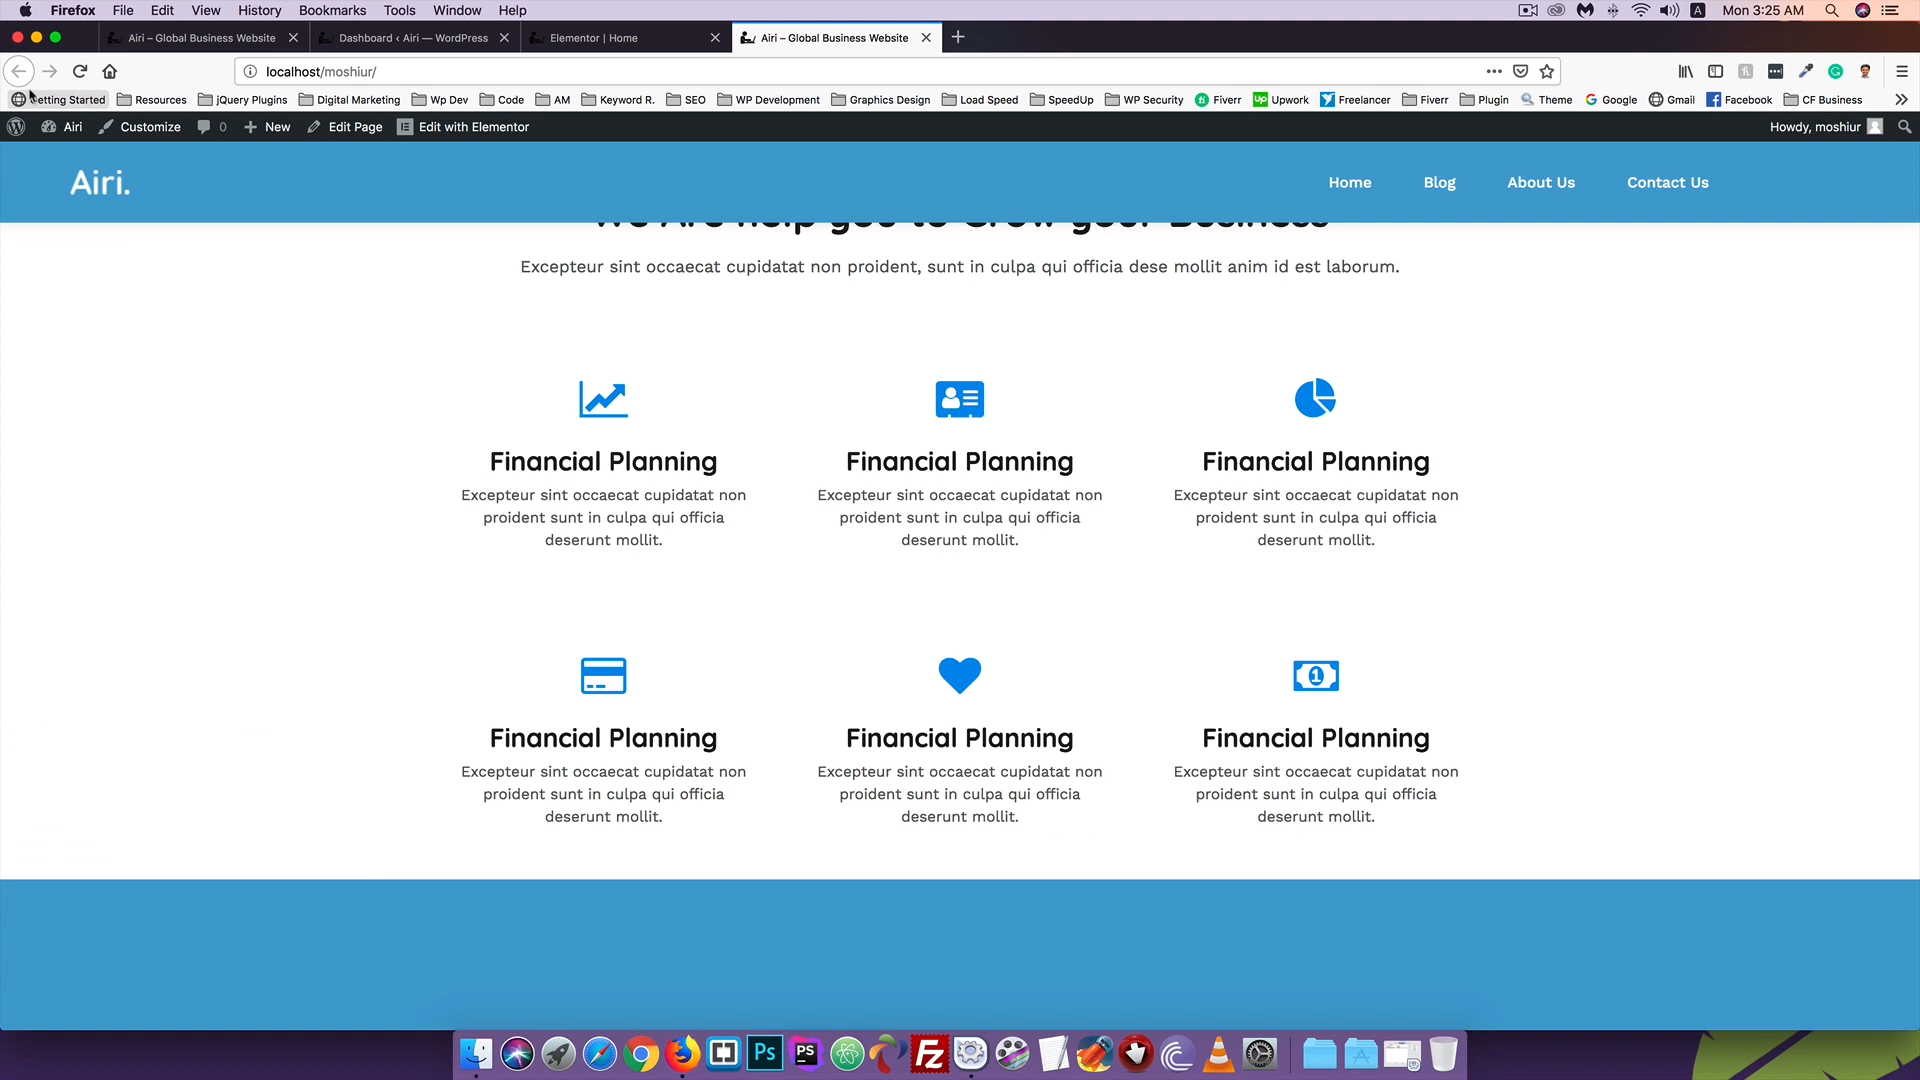 Firefox File Edit View History Bookmarks Tools Window Help Mon 3:25 AM
Airi – Global Business Website Dashboard ‹ Airi — WordPress Elementor | Home Airi – Global Business Website
localhost/moshiur/
Getting Started Resources jQuery Plugins Digital Marketing Wp Dev Code AM Keyword R. SEO WP Development Graphics Design Load Speed SpeedUp WP Security Fiverr Upwork Freelancer Fiverr Plugin Theme Google Gmail Facebook CF Business
Airi Customize 0 New Edit Page Edit with Elementor Howdy, moshiur
Airi. Home Blog About Us Contact Us
We Are help you to Grow your Business
Excepteur sint occaecat cupidatat non proident, sunt in culpa qui officia dese mollit anim id est laborum.
Financial Planning Financial Planning Financial Planning
Excepteur sint occaecat cupidatat non Excepteur sint occaecat cupidatat non Excepteur sint occaecat cupidatat non
proident sunt in culpa qui officia proident sunt in culpa qui officia proident sunt in culpa qui officia
deserunt mollit. deserunt mollit. deserunt mollit.
Financial Planning Financial Planning Financial Planning
Excepteur sint occaecat cupidatat non Excepteur sint occaecat cupidatat non Excepteur sint occaecat cupidatat non
proident sunt in culpa qui officia proident sunt in culpa qui officia proident sunt in culpa qui officia
deserunt mollit. deserunt mollit. deserunt mollit.